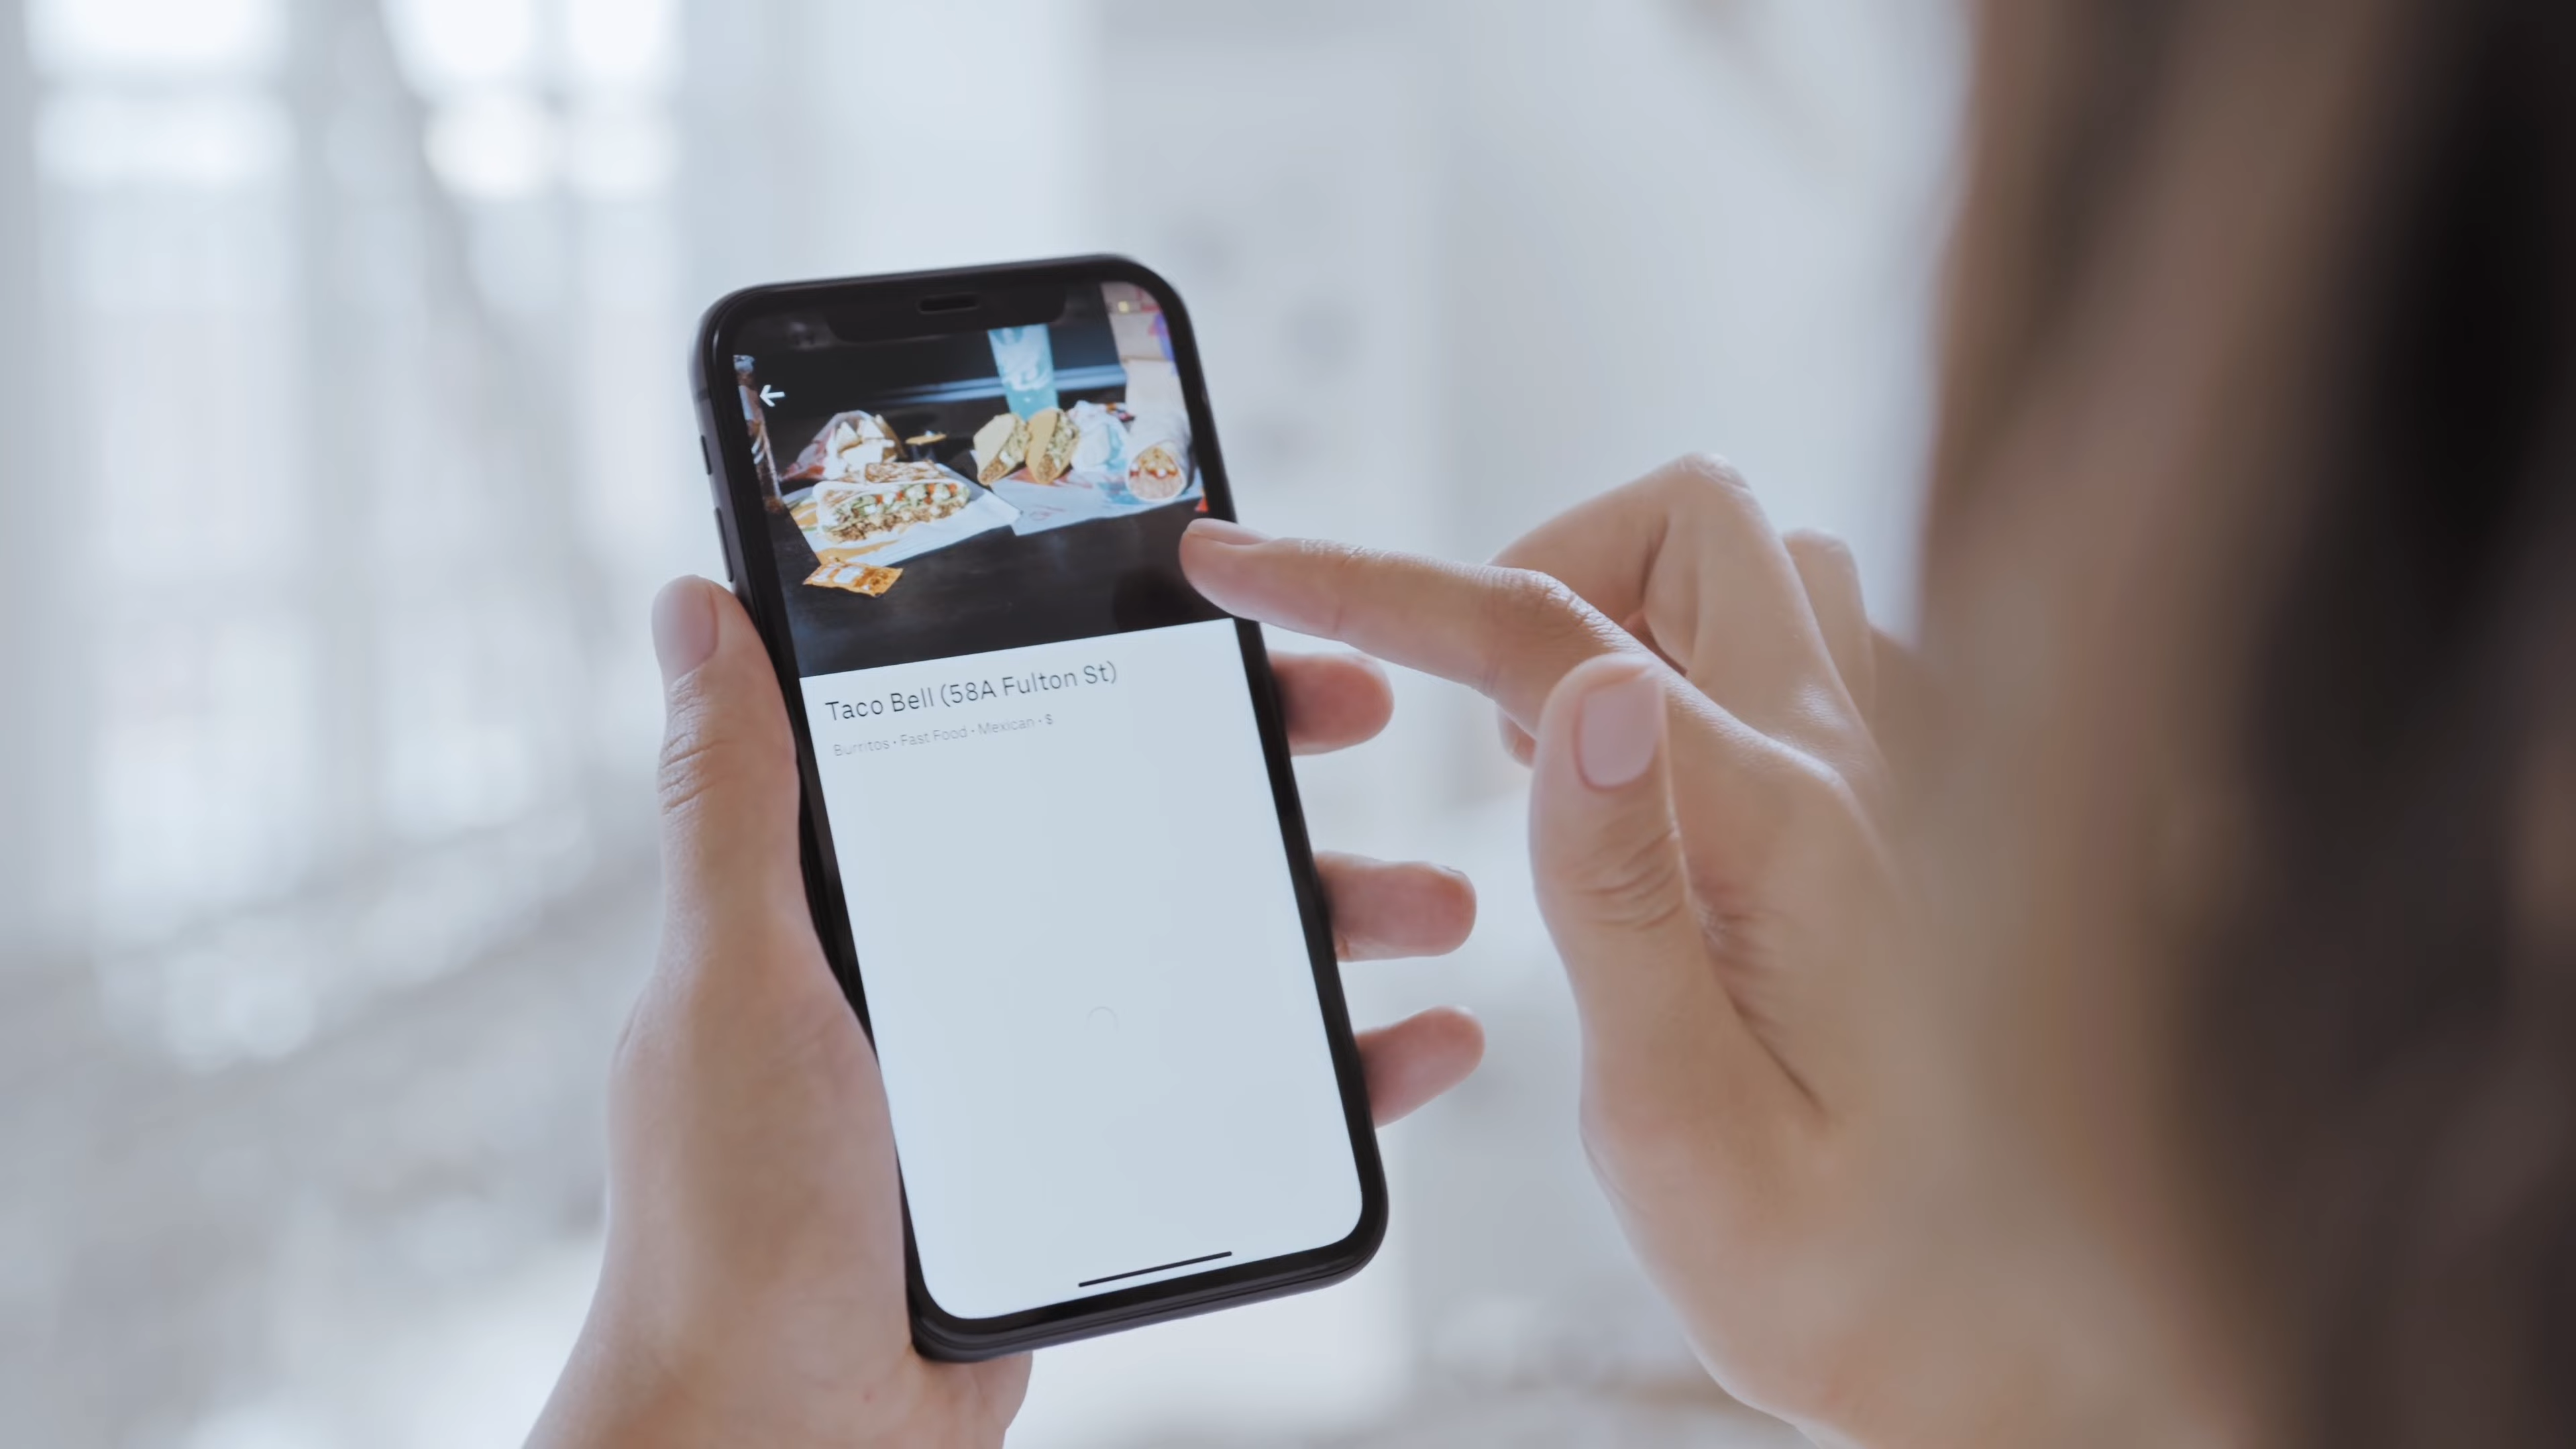 Taco Bell (58A Fulton St)
Burritos • Fast Food • Mexican • $